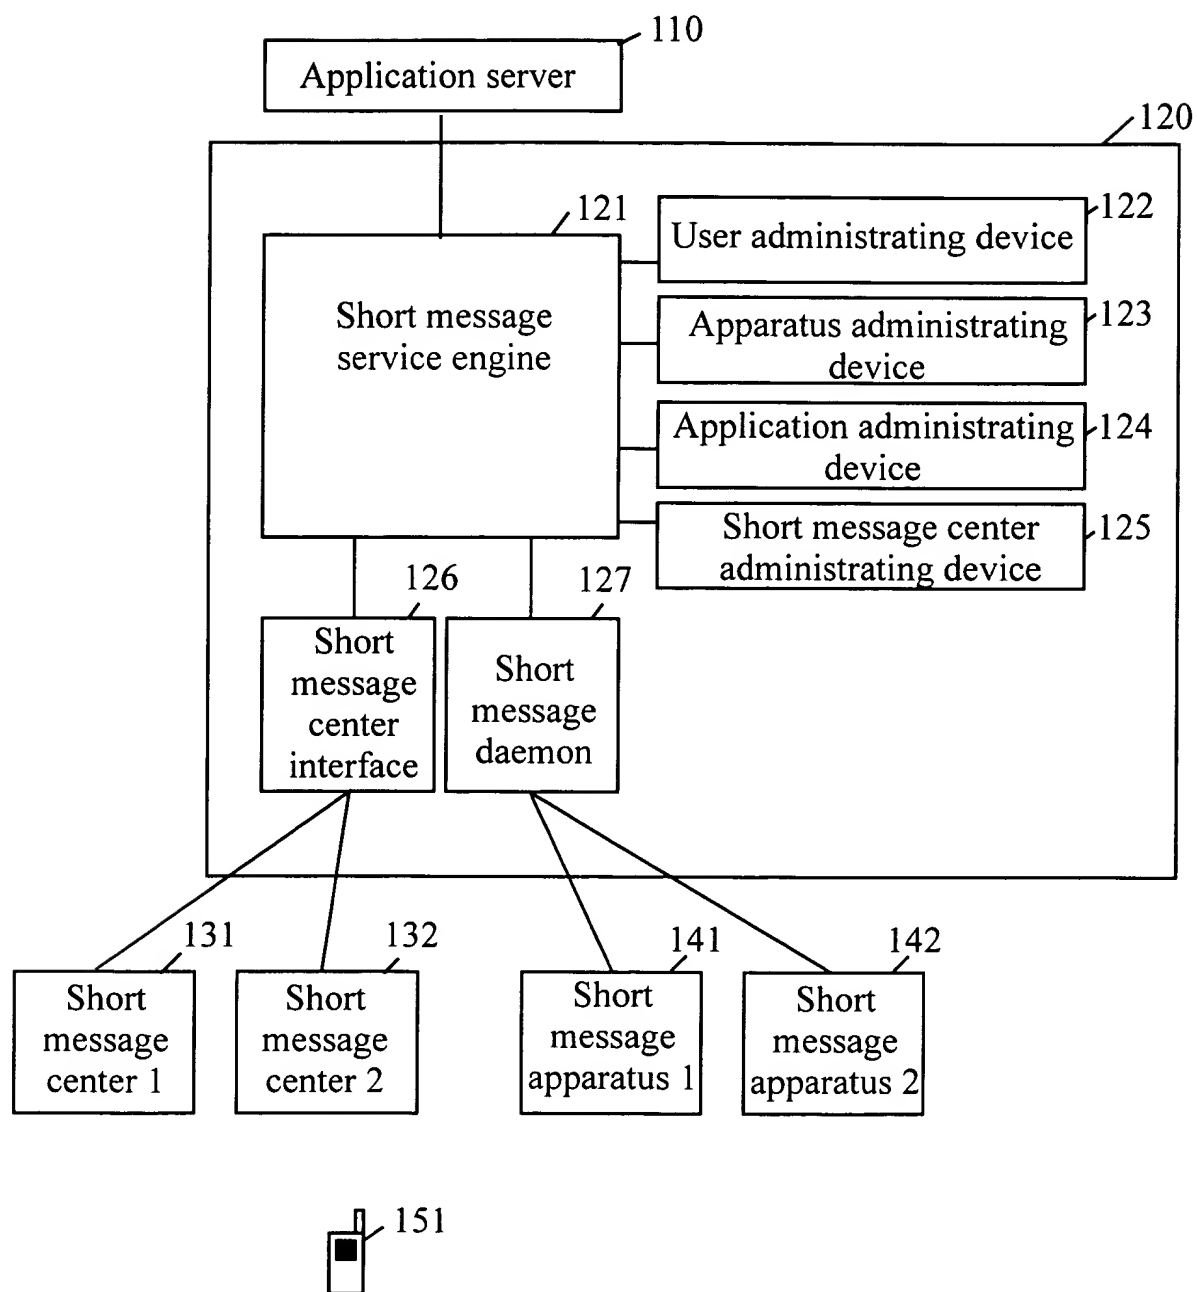 110
Application server
120
121
122
User administrating device
Short message
service engine
123
Apparatus administrating
device
124
Application administrating
device
125
Short message center
administrating device
126
127
Short
message
center
interface
Short
message
daemon
131
132
141
142
Short
message
center 1
Short
message
center 2
Short
message
apparatus 1
Short
message
apparatus 2
151